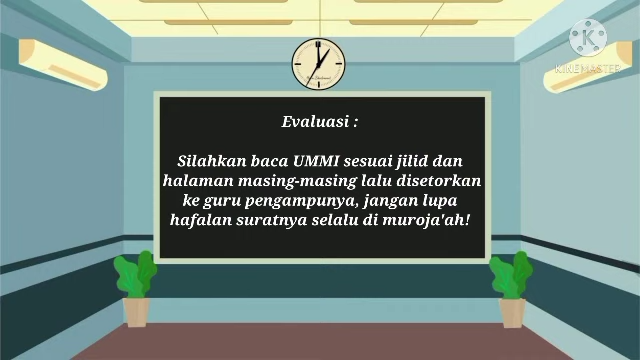 KINEMASTER
Evaluasi :
Silahkan baca UMMI sesuai jilid dan
halaman masing-masing lalu disetorkan
ke guru pengampunya, jangan lupa
hafalan suratnya selalu di muroja'ah!